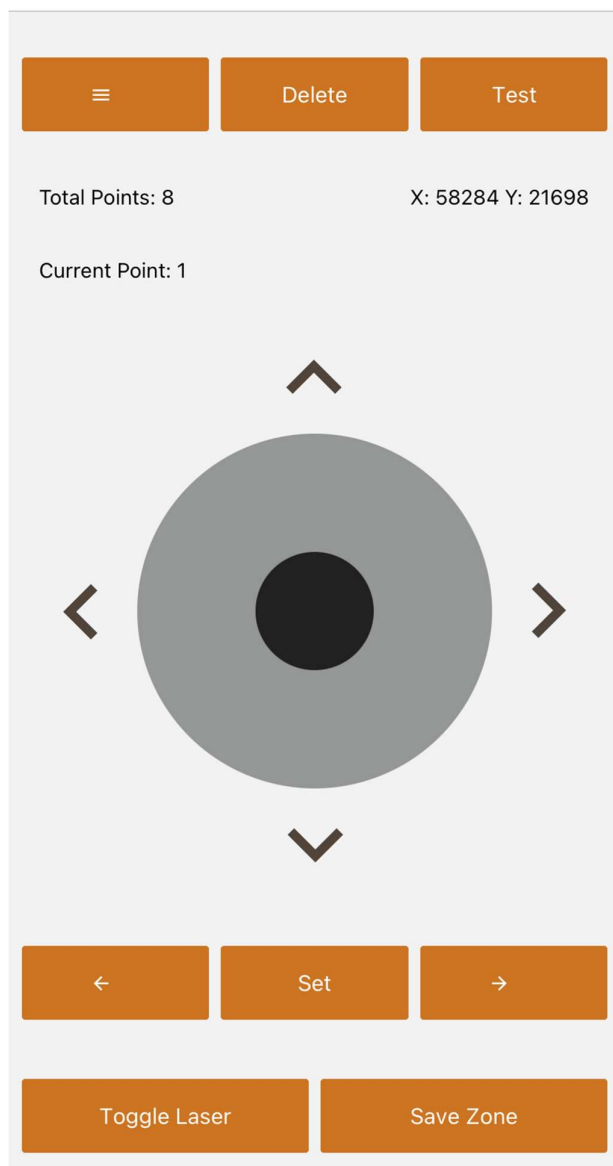 Delete
Test
Total Points: 8
X: 58284 Y: 21698
Current Point: 1
Set
Toggle Laser
Save Zone